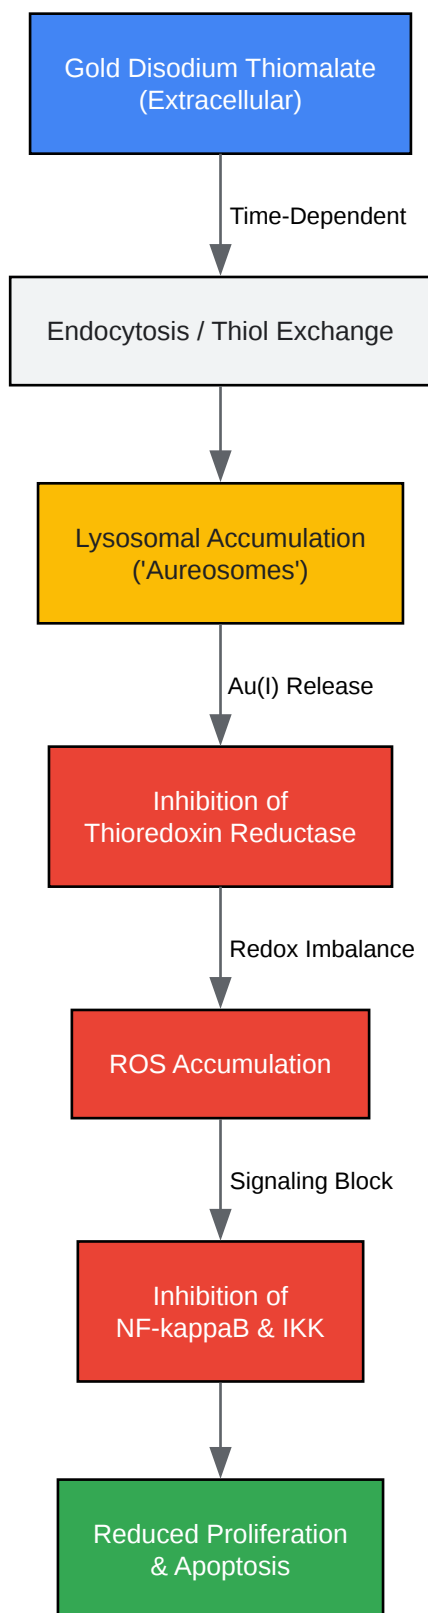 Gold Disodium Thiomalate
(Extracellular)
Time-Dependent
Endocytosis / Thiol Exchange
Lysosomal Accumulation
('Aureosomes')
Au(I) Release
Inhibition of
Thioredoxin Reductase
Redox Imbalance
ROS Accumulation
Signaling Block
Inhibition of
NF-kappaB & IKK
Reduced Proliferation
& Apoptosis